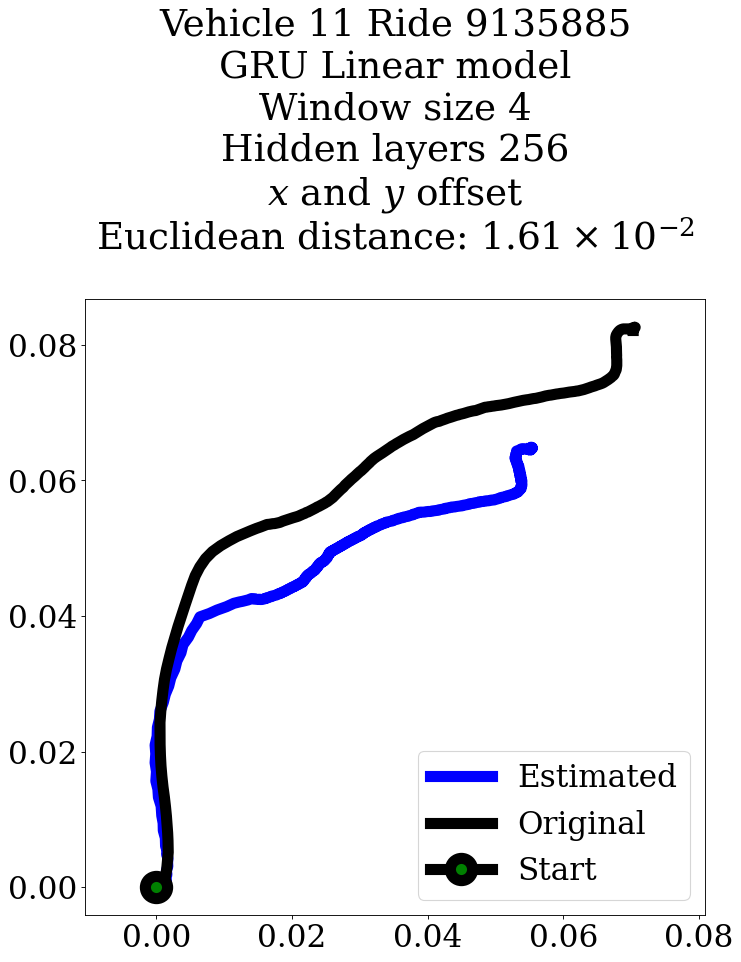 Vehicle 11 Ride 9135885
GRU Linear model
Window size 4
Hidden layers 256
x and y offset
Euclidean distance: 1.61 × 10⁻²
0.08
0.06
0.04
0.02
0.00
Estimated
Original
Start
0.00 0.02 0.04 0.06 0.08